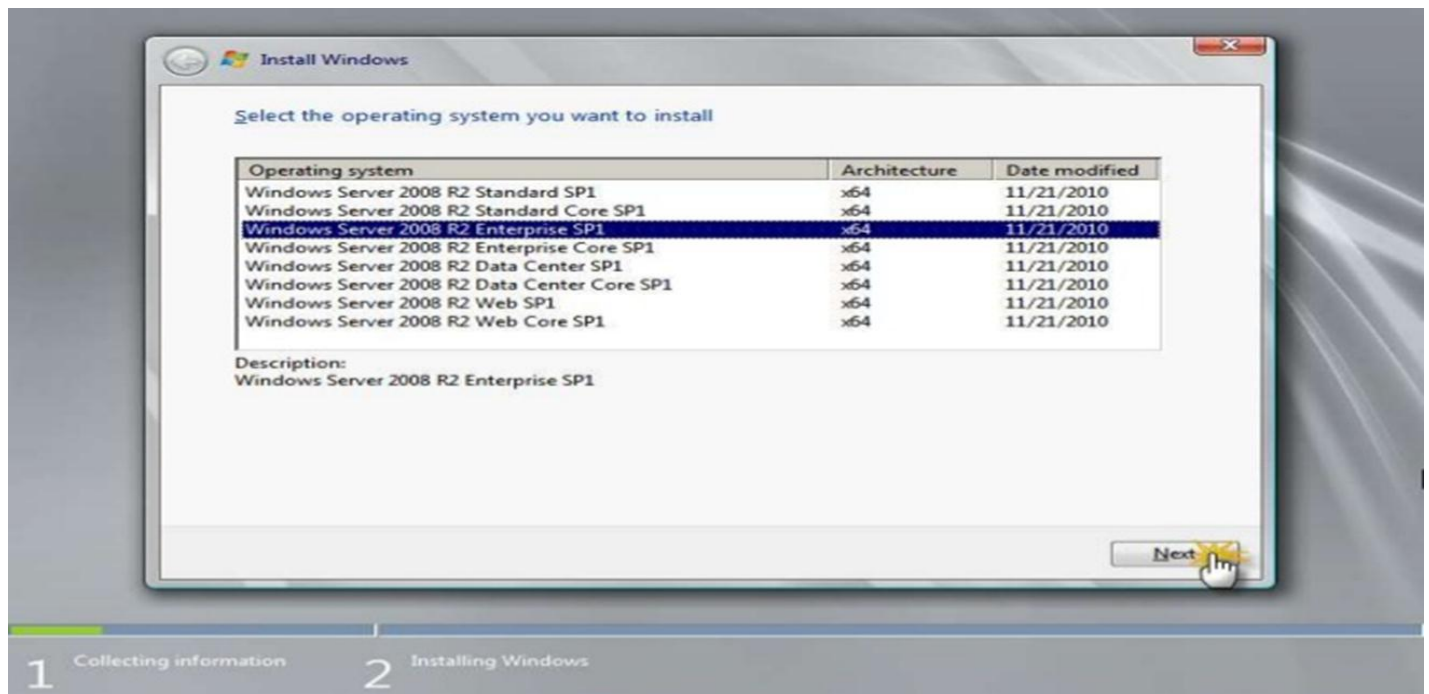 Install Windows
Select the operating system you want to install
Operating system Architecture Date modified
Windows Server 2008 R2 Standard SP1 x64 11/21/2010
Windows Server 2008 R2 Standard Core SP1 x64 11/21/2010
Windows Server 2008 R2 Enterprise SP1 x64 11/21/2010
Windows Server 2008 R2 Enterprise Core SP1 x64 11/21/2010
Windows Server 2008 R2 Data Center SP1 x64 11/21/2010
Windows Server 2008 R2 Data Center Core SP1 x64 11/21/2010
Windows Server 2008 R2 Web SP1 x64 11/21/2010
Windows Server 2008 R2 Web Core SP1 x64 11/21/2010
Description:
Windows Server 2008 R2 Enterprise SP1
Next
1 Collecting information 2 Installing Windows